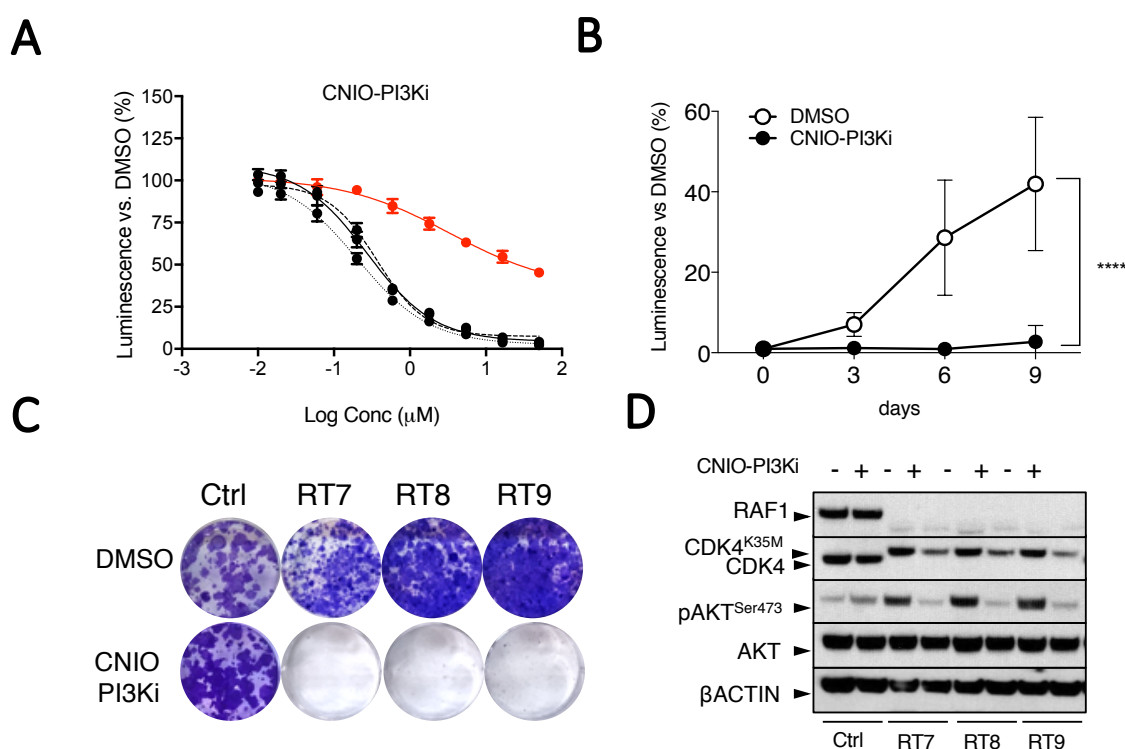 A
CNIO-PI3Ki
150
125
100
75
50
25
0
-3
-2
-1
0
1
2
Luminescence vs. DMSO (%)
Log Conc (μM)
B
DMSO
CNIO-PI3Ki
60
40
20
0
0
3
6
9
Luminescence vs DMSO (%)
days
****
C
Ctrl
RT7
RT8
RT9
DMSO
CNIO
PI3Ki
D
CNIO-PI3Ki
- + - + - + - +
RAF1
CDK4K35M
CDK4
pAKTSer473
AKT
βACTIN
Ctrl
RT7
RT8
RT9